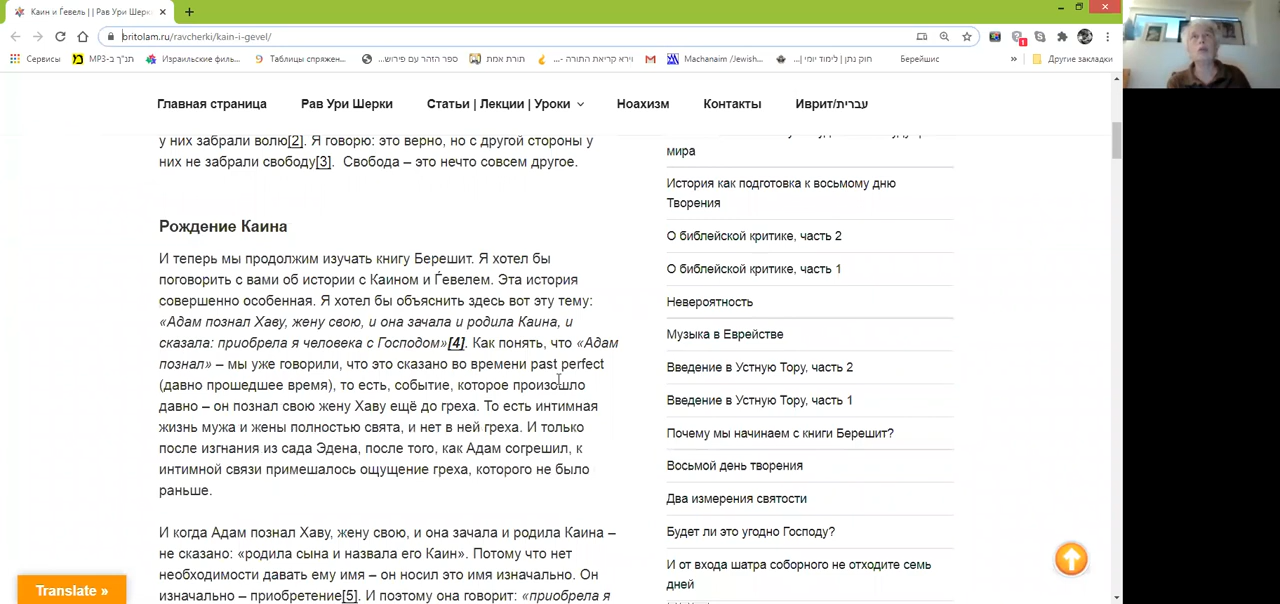 Каин и Ѓевель | | Рав Ури Шерк
britolam.ru/ravcherki/kain-i-gevel/
Сервисы
תנ"ך ב-MP3
Израильские филь...
Таблицы спряжен...
ספר הזהר עם פירוש...
תורת אמת
וירא קריאת התורה -...
Machanaim /Jewish...
חוק נתן | לימוד יומי |...
Берейшис
»
Другие закладки
Главная страница
Рав Ури Шерки
Статьи | Лекции | Уроки
Ноахизм
Контакты
Иврит/עברית
у них забрали волю[2]. Я говорю: это верно, но с другой стороны у
них не забрали свободу[3]. Свобода – это нечто совсем другое.
Рождение Каина
И теперь мы продолжим изучать книгу Берешит. Я хотел бы
поговорить с вами об истории с Каином и Ѓевелем. Эта история
совершенно особенная. Я хотел бы объяснить здесь вот эту тему:
«Адам познал Хаву, жену свою, и она зачала и родила Каина, и
сказала: приобрела я человека с Господом»[4]. Как понять, что «Адам
познал» – мы уже говорили, что это сказано во времени past perfect
(давно прошедшее время), то есть, событие, которое произошло
давно – он познал свою жену Хаву ещё до греха. То есть интимная
жизнь мужа и жены полностью свята, и нет в ней греха. И только
после изгнания из сада Эдена, после того, как Адам согрешил, к
интимной связи примешалось ощущение греха, которого не было
раньше.
И когда Адам познал Хаву, жену свою, и она зачала и родила Каина –
не сказано: «родила сына и назвала его Каин». Потому что нет
необходимости давать ему имя – он носил это имя изначально. Он
изначально – приобретение[5]. И поэтому она говорит: «приобрела я
мира
История как подготовка к восьмому дню
Творения
О библейской критике, часть 2
О библейской критике, часть 1
Невероятность
Музыка в Еврействе
Введение в Устную Тору, часть 2
Введение в Устную Тору, часть 1
Почему мы начинаем с книги Берешит?
Восьмой день творения
Два измерения святости
Будет ли это угодно Господу?
И от входа шатра соборного не отходите семь
дней
Translate »